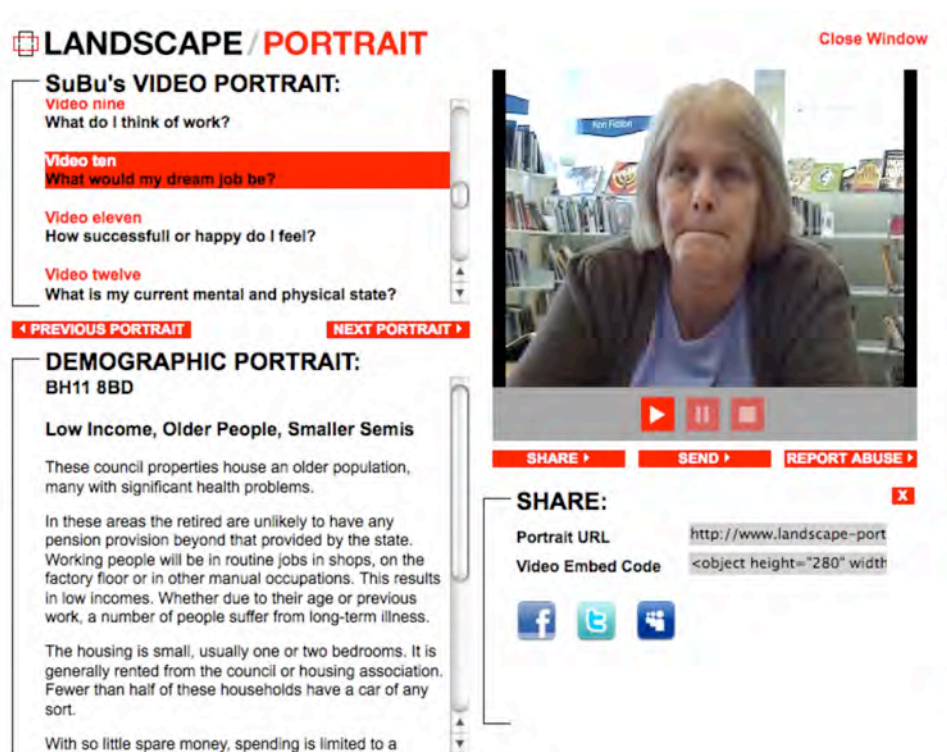 LANDSCAPE / PORTRAIT
Close Window
SuBu's VIDEO PORTRAIT:
Video nine
What do I think of work?
Video ten
What would my dream job be?
Video eleven
How successfull or happy do I feel?
Video twelve
What is my current mental and physical state?
PREVIOUS PORTRAIT
NEXT PORTRAIT
DEMOGRAPHIC PORTRAIT:
BH11 8BD
Low Income, Older People, Smaller Semis
These council properties house an older population,
many with significant health problems.
In these areas the retired are unlikely to have any
pension provision beyond that provided by the state.
Working people will be in routine jobs in shops, on the
factory floor or in other manual occupations. This results
in low incomes. Whether due to their age or previous
work, a number of people suffer from long-term illness.
The housing is small, usually one or two bedrooms. It is
generally rented from the council or housing association.
Fewer than half of these households have a car of any
sort.
With so little spare money, spending is limited to a
Non Fiction
SHARE
SEND
REPORT ABUSE
SHARE:
X
Portrait URL
http://www.landscape-port
Video Embed Code
<object height="280" width